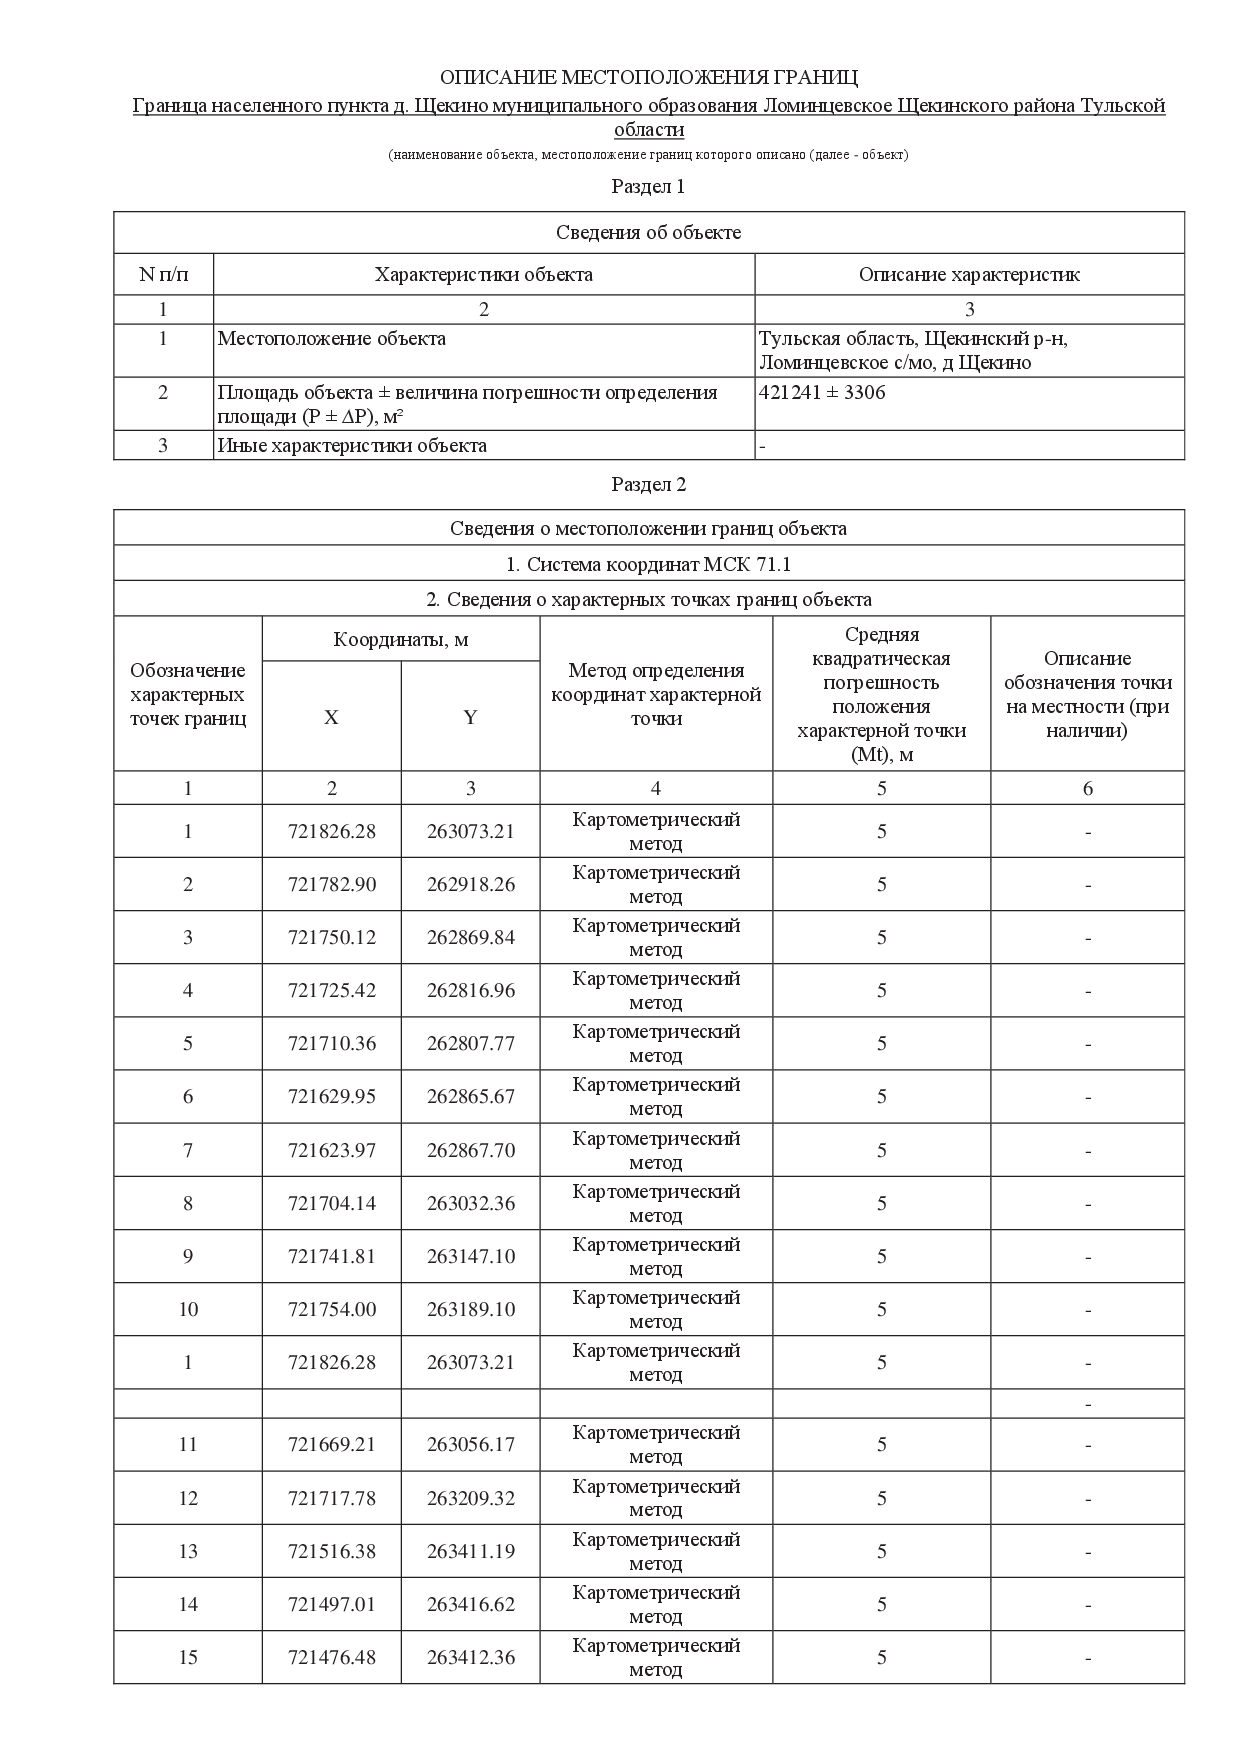 ОПИСАНИЕ МЕСТОПОЛОЖЕНИЯ ГРАНИЦ
Граница населенного пункта д. Щекино муниципального образования Ломинцевское Щекинского района Тульской
области
(наименование объекта, местоположение границ которого описано (далее - объект)
Раздел 1
Сведения об объекте
N п/п Характеристики объекта Описание характеристик
1 2 3
1 Местоположение объекта Тульская область, Щекинский р-н,
Ломинцевское с/мо, д Щекино
2 Площадь объекта ± величина погрешности определения 421241 ± 3306
площади (P ± ΔP), м²
3 Иные характеристики объекта -
Раздел 2
Сведения о местоположении границ объекта
1. Система координат МСК 71.1
2. Сведения о характерных точках границ объекта
Обозначение
характерных
точек границ
Координаты, м
X Y
Метод определения
координат характерной
точки
Средняя
квадратическая
погрешность
положения
характерной точки
(Mt), м
Описание
обозначения точки
на местности (при
наличии)
1 2 3 4 5 6
1 721826.28 263073.21 Картометрический
метод 5 -
2 721782.90 262918.26 Картометрический
метод 5 -
3 721750.12 262869.84 Картометрический
метод 5 -
4 721725.42 262816.96 Картометрический
метод 5 -
5 721710.36 262807.77 Картометрический
метод 5 -
6 721629.95 262865.67 Картометрический
метод 5 -
7 721623.97 262867.70 Картометрический
метод 5 -
8 721704.14 263032.36 Картометрический
метод 5 -
9 721741.81 263147.10 Картометрический
метод 5 -
10 721754.00 263189.10 Картометрический
метод 5 -
1 721826.28 263073.21 Картометрический
метод 5 -
-
11 721669.21 263056.17 Картометрический
метод 5 -
12 721717.78 263209.32 Картометрический
метод 5 -
13 721516.38 263411.19 Картометрический
метод 5 -
14 721497.01 263416.62 Картометрический
метод 5 -
15 721476.48 263412.36 Картометрический
метод 5 -